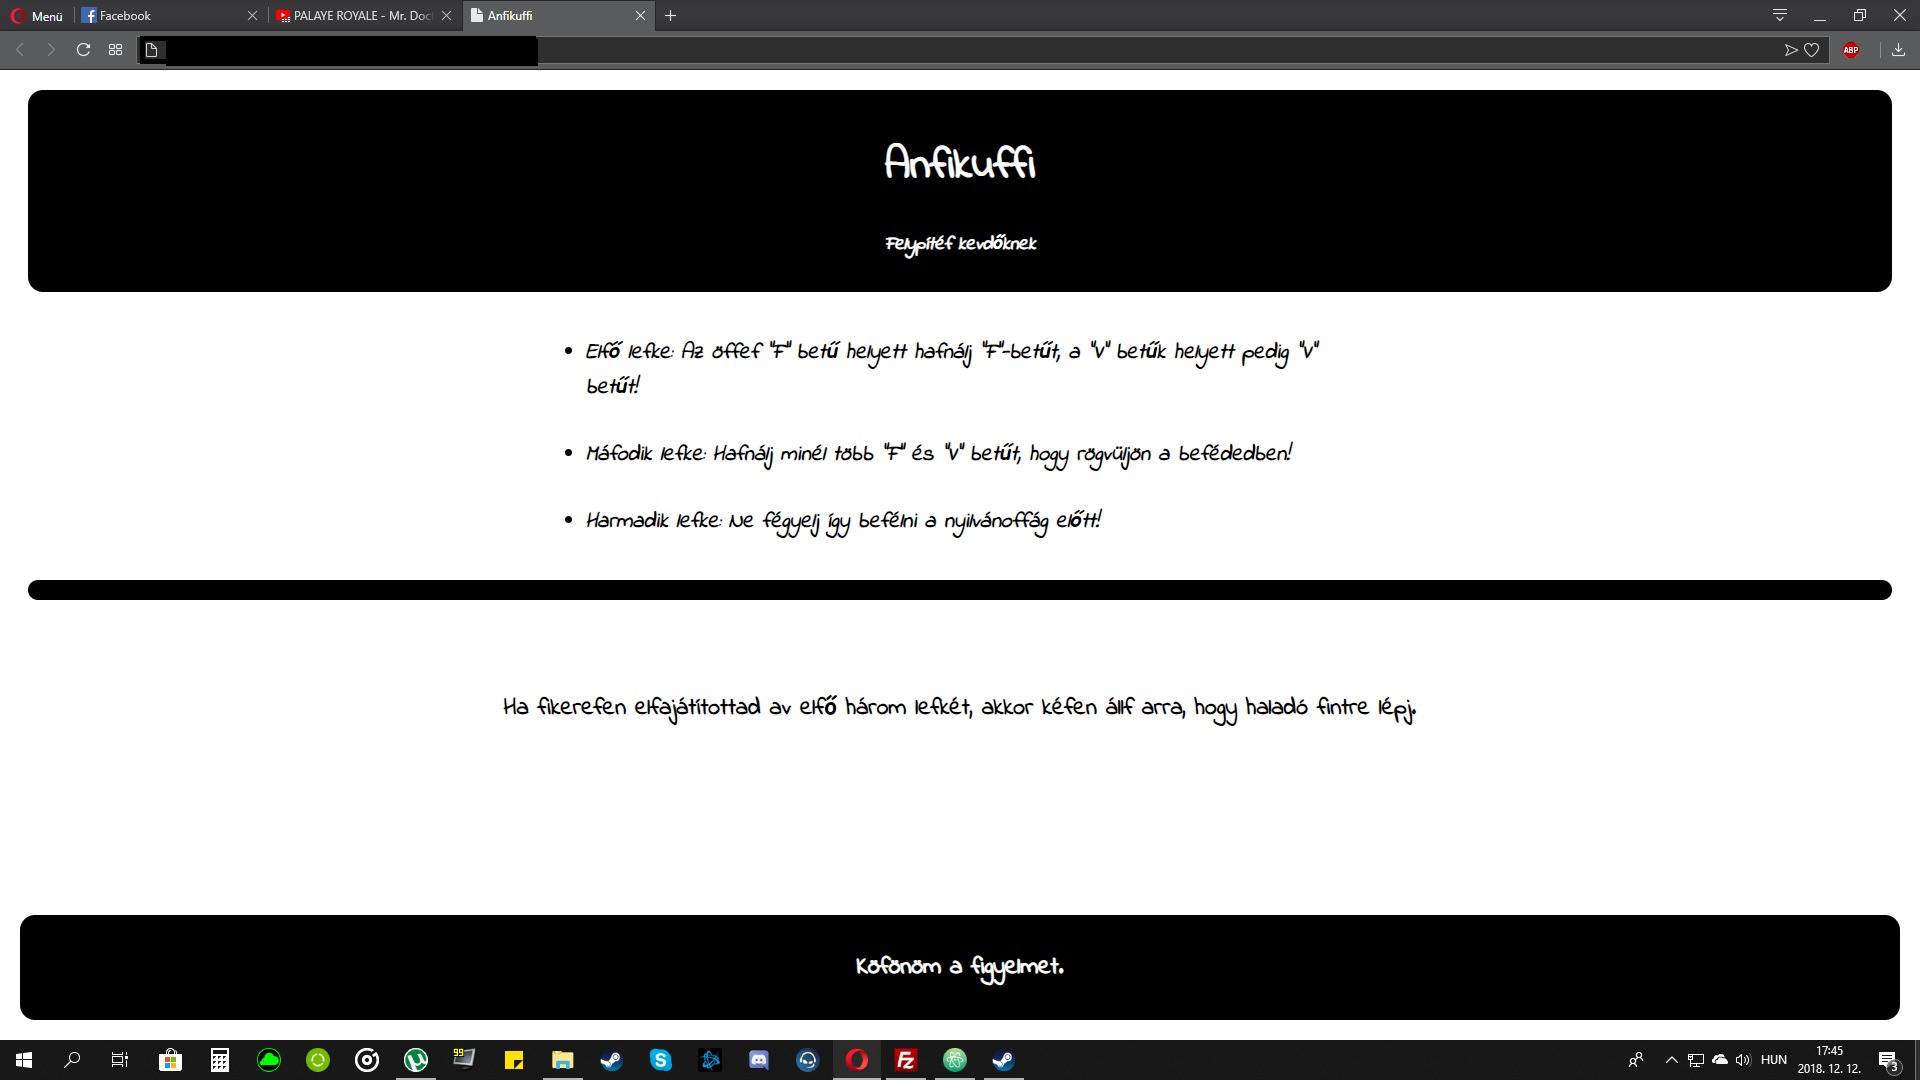 Menü
Facebook
PALAYE ROYALE - Mr. Doc
Anfikuffi
ABP
Anfikuffi
Felypítéf kevdőknek
Elfő lefke: Az öffef "F" betű helyett hafnálj "F"-betűt, a "V" betűk helyett pedig "V"
betűt!
Máfodik lefke: Hafnálj minél több "F" és "V" betűt, hogy rögvüljön a befédedben!
Harmadik lefke: Ne fégyelj így befélni a nyilvánoffág előtt!
Ha fikerefen elfajátítottad av elfő három lefkét, akkor kéfen állf arra, hogy haladó fintre lépj.
Köfönöm a figyelmet.
99
HUN
17:45
2018. 12. 12.
3